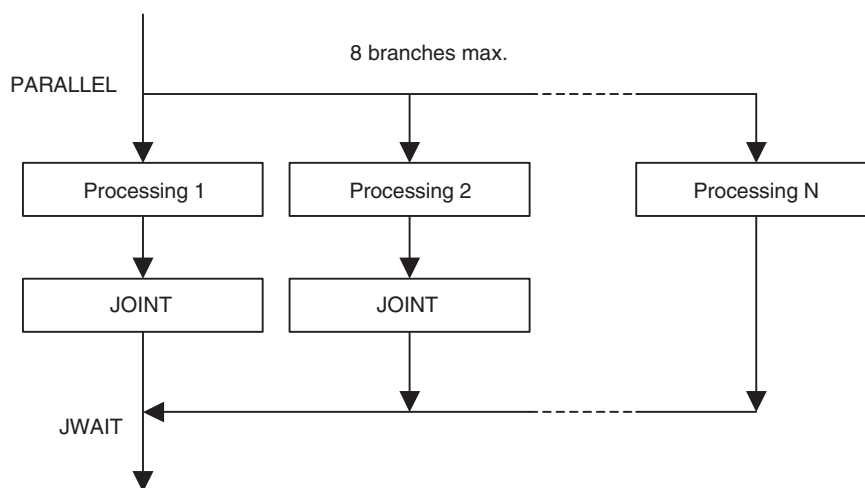 8 branches max.
PARALLEL
Processing 1
Processing 2
Processing N
JOINT
JOINT
JWAIT